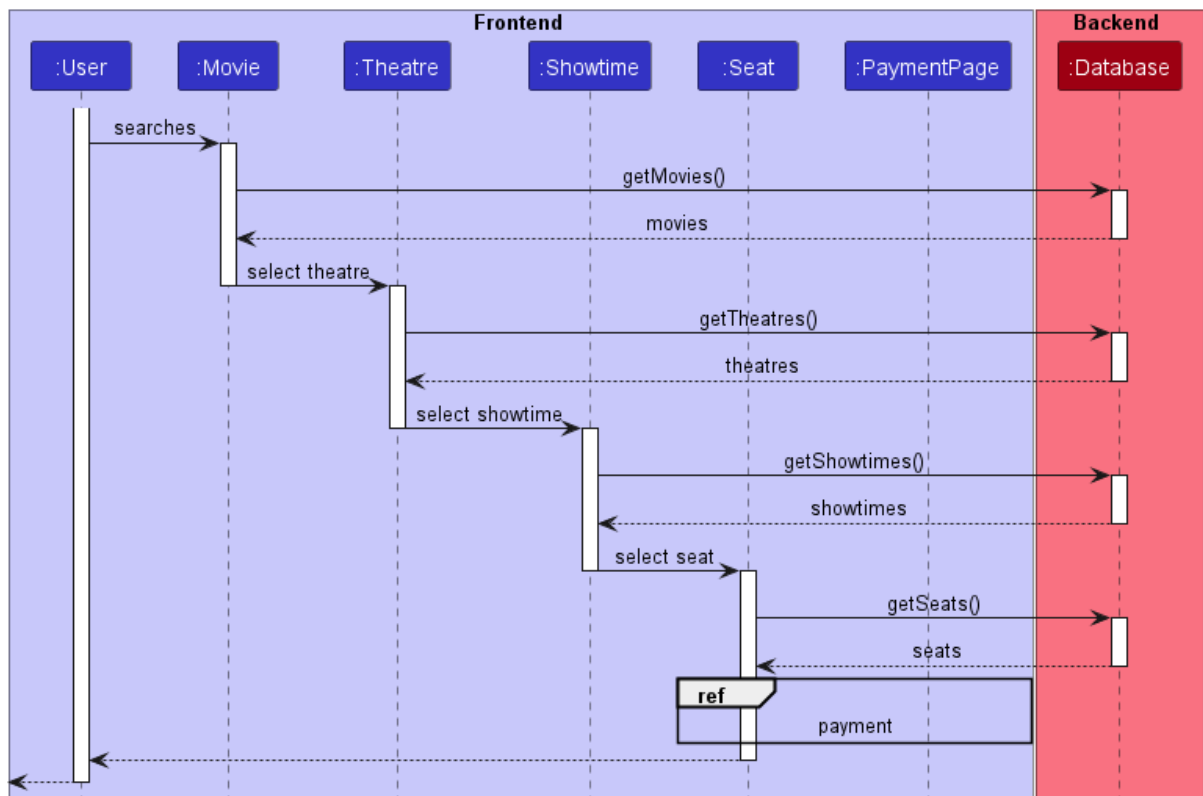 Frontend
Backend
:User
:Movie
:Theatre
:Showtime
:Seat
:PaymentPage
:Database
searches
getMovies()
movies
select theatre
getTheatres()
theatres
select showtime
getShowtimes()
showtimes
select seat
getSeats()
seats
ref
payment